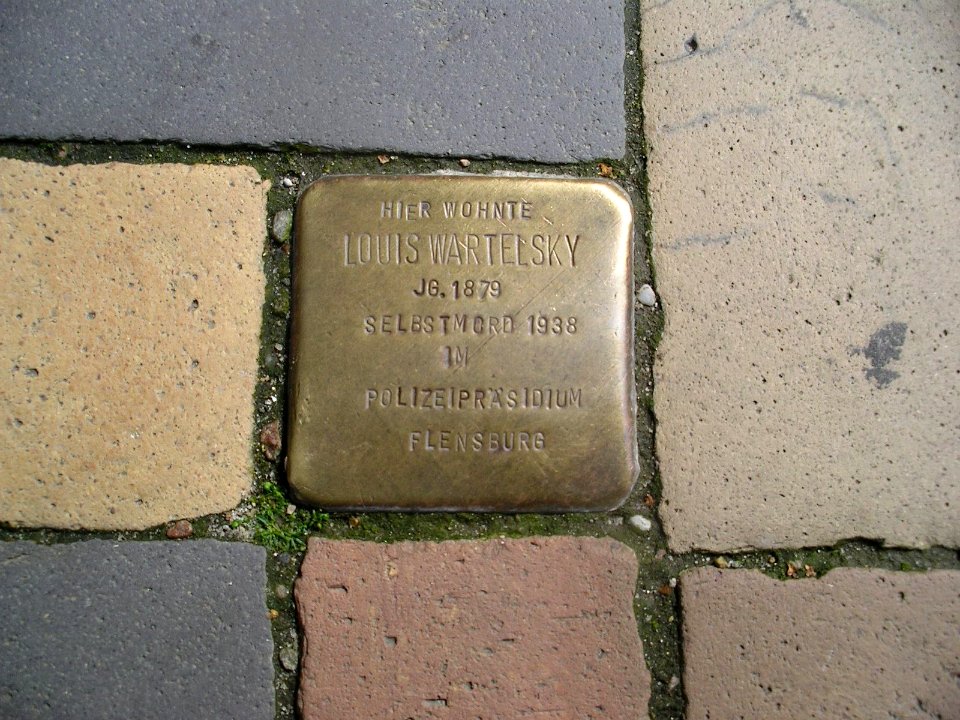 HIER WOHNTE
LOUIS WARTELSKY
JG. 1879
SELBSTMORD 1938
IM
POLIZEIPRÄSIDIUM
FLENSBURG